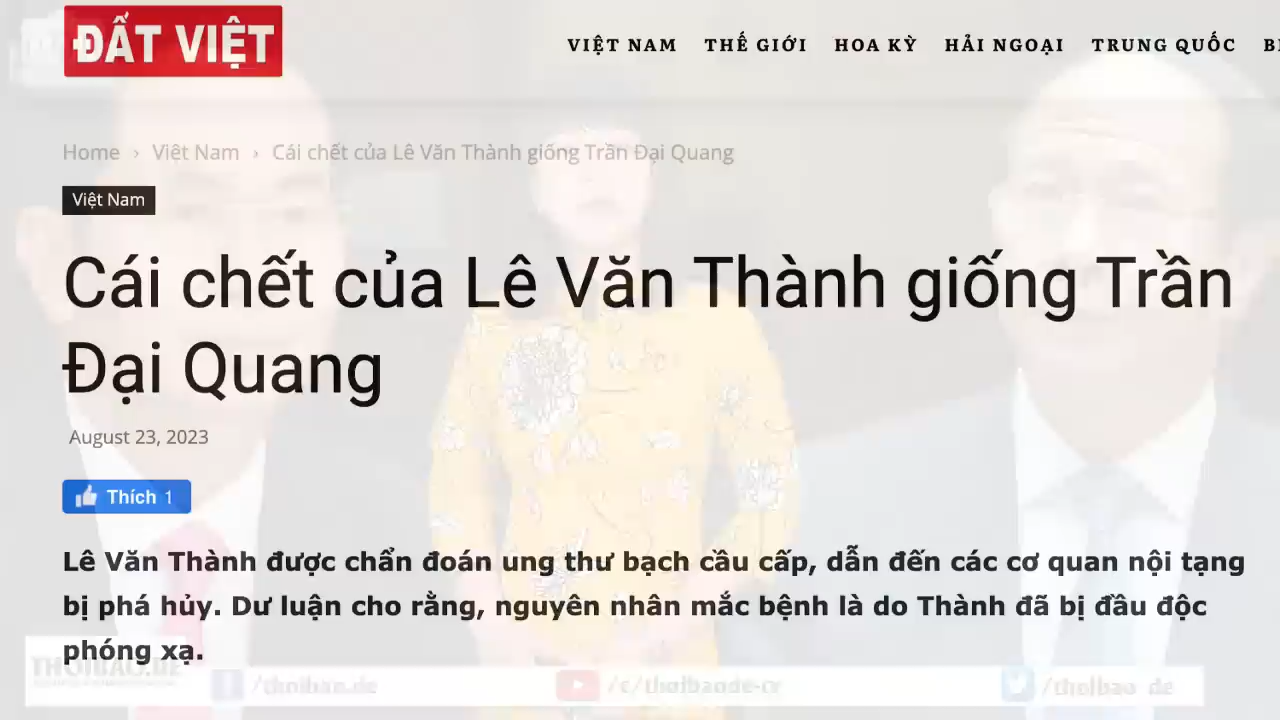 ĐẤT VIỆT
VIỆT NAM THẾ GIỚI HOA KỲ HẢI NGOẠI TRUNG QUỐC
Home › Việt Nam › Cái chết của Lê Văn Thành giống Trần Đại Quang
Việt Nam
Cái chết của Lê Văn Thành giống Trần
Đại Quang
August 23, 2023
Thích 1
Lê Văn Thành được chẩn đoán ung thư bạch cầu cấp, dẫn đến các cơ quan nội tạng
bị phá hủy. Dư luận cho rằng, nguyên nhân mắc bệnh là do Thành đã bị đầu độc
phóng xạ.
THOIBAO.DE
/thoibao.de /thoibao_de